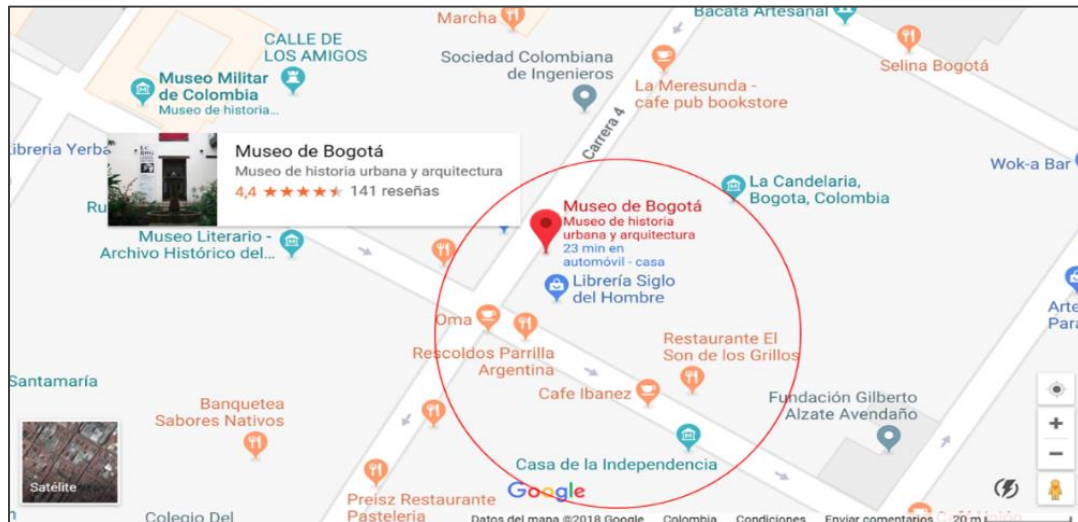 Marcha
Bacatá Artesanal
CALLE DE
LOS AMIGOS
Sociedad Colombiana
de Ingenieros
Selina Bogotá
Museo Militar
de Colombia
Museo de historia...
La Meresunda -
cafe pub bookstore
Carrera 4
Libreria Yerba
Museo de Bogotá
Museo de historia urbana y arquitectura
4,4 141 reseñas
Wok-a Bar
La Candelaria,
Bogota, Colombia
Museo de Bogotá
Museo de historia
urbana y arquitectura
23 min en
automóvil - casa
Museo Literario -
Archivo Histórico del...
Librería Siglo
del Hombre
Oma
Rescoldos Parrilla
Argentina
Restaurante El
Son de los Grillos
Santamaría
Cafe Ibanez
Banquetea
Sabores Nativos
Fundación Gilberto
Alzate Avendaño
Casa de la Independencia
Satélite
Google
Preisz Restaurante
Pasteleria
Colegio Del
Datos del mapa ©2018 Google Colombia Condiciones Enviar comentarios 20 m